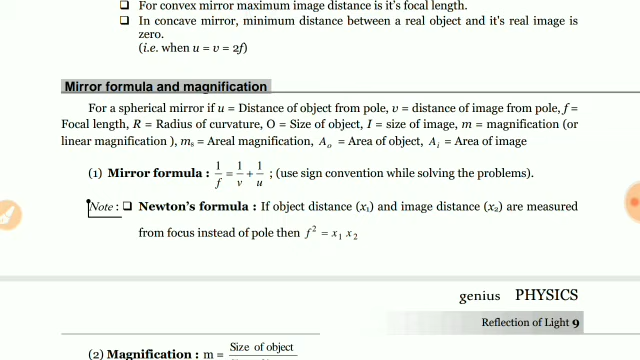 ❑ For convex mirror maximum image distance is it's focal length.
❑ In concave mirror, minimum distance between a real object and it's real image is
zero.
(i.e. when u = v = 2f)
Mirror formula and magnification
For a spherical mirror if u = Distance of object from pole, v = distance of image from pole, f =
Focal length, R = Radius of curvature, O = Size of object, I = size of image, m = magnification (or
linear magnification ), mₛ = Areal magnification, Aₒ = Area of object, Aᵢ = Area of image
(1) Mirror formula : 1/f = 1/v + 1/u ; (use sign convention while solving the problems).
Note : ❑ Newton's formula : If object distance (x₁) and image distance (x₂) are measured
from focus instead of pole then f² = x₁ x₂
genius PHYSICS
Reflection of Light 9
(2) Magnification : m = Size of object